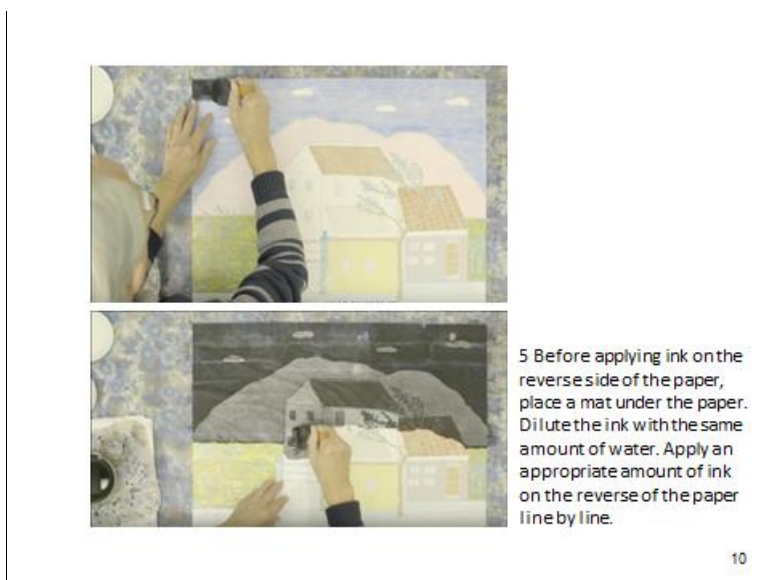 5 Before applying ink on the
reverse side of the paper,
place a mat under the paper.
Dilute the ink with the same
amount of water. Apply an
appropriate amount of ink
on the reverse of the paper
line by line.
10